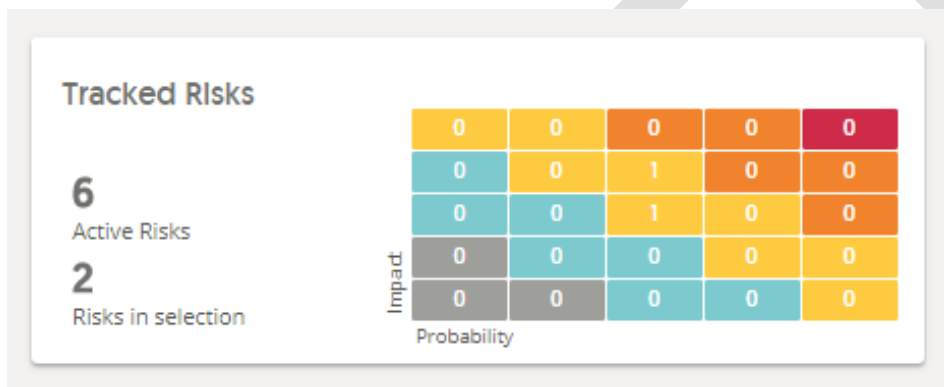 Tracked Risks
6
Active Risks
2
Risks in selection
0 0 0 0 0
0 0 1 0 0
0 0 1 0 0
0 0 0 0 0
0 0 0 0 0
Impact
Probability